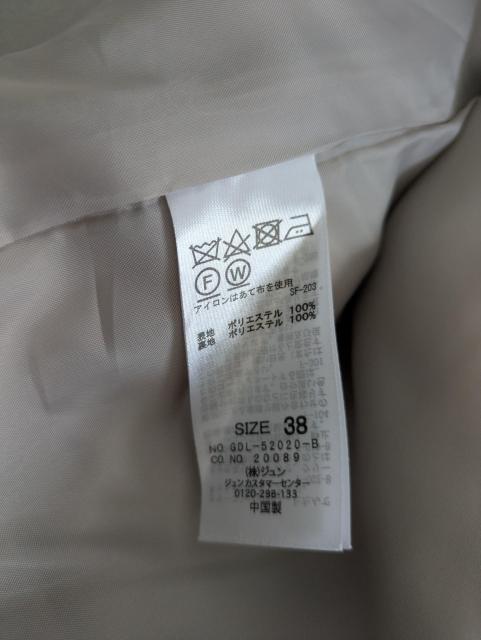 F W
アイロンはあて布を使用
SF-203
表地 ポリエステル 100%
裏地 ポリエステル 100%
SIZE 38
NO. GDL-52020-B
CO. NO. 20089
(株)ジュン
ジュンカスタマーセンター
0120-298-133
中国製